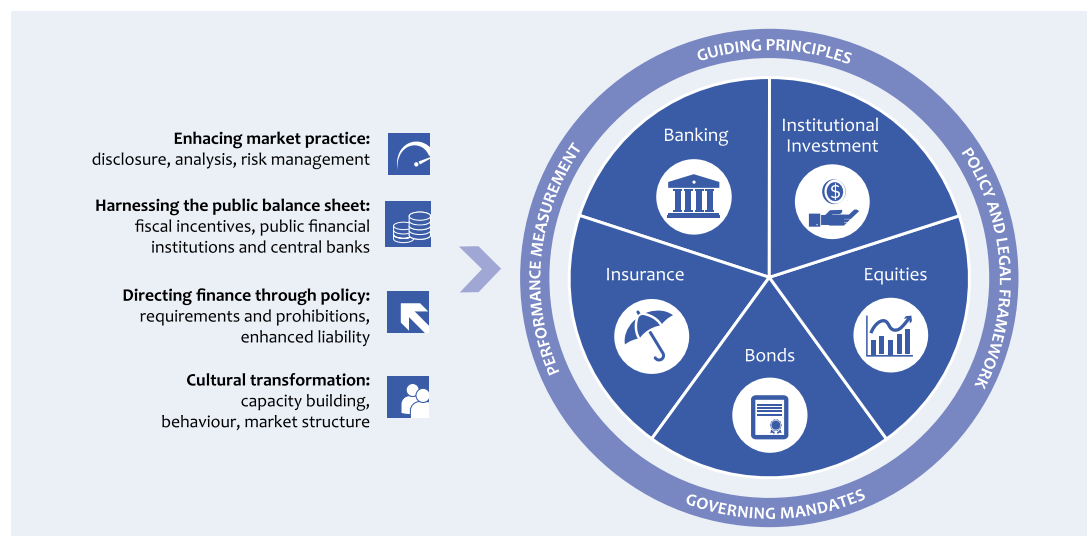 Enhacing market practice:
disclosure, analysis, risk management
Harnessing the public balance sheet:
fiscal incentives, public financial
institutions and central banks
Directing finance through policy:
requirements and prohibitions,
enhanced liability
Cultural transformation:
capacity building,
behaviour, market structure
GUIDING PRINCIPLES
POLICY AND LEGAL FRAMEWORK
GOVERNING MANDATES
PERFORMANCE MEASUREMENT
Banking
Institutional
Investment
$
Insurance
Equities
Bonds